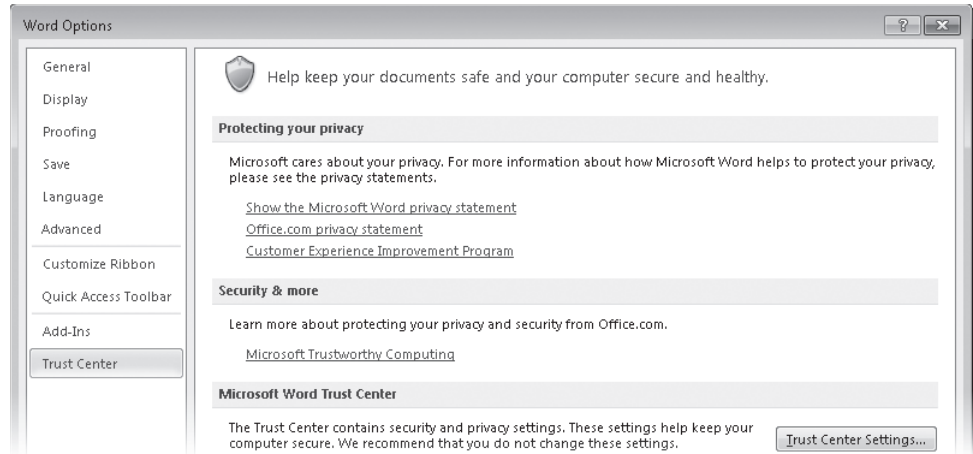 Word Options
General
Display
Proofing
Save
Language
Advanced
Customize Ribbon
Quick Access Toolbar
Add-Ins
Trust Center
Help keep your documents safe and your computer secure and healthy.
Protecting your privacy
Microsoft cares about your privacy. For more information about how Microsoft Word helps to protect your privacy,
please see the privacy statements.
Show the Microsoft Word privacy statement
Office.com privacy statement
Customer Experience Improvement Program
Security & more
Learn more about protecting your privacy and security from Office.com.
Microsoft Trustworthy Computing
Microsoft Word Trust Center
The Trust Center contains security and privacy settings. These settings help keep your
computer secure. We recommend that you do not change these settings.
Trust Center Settings...